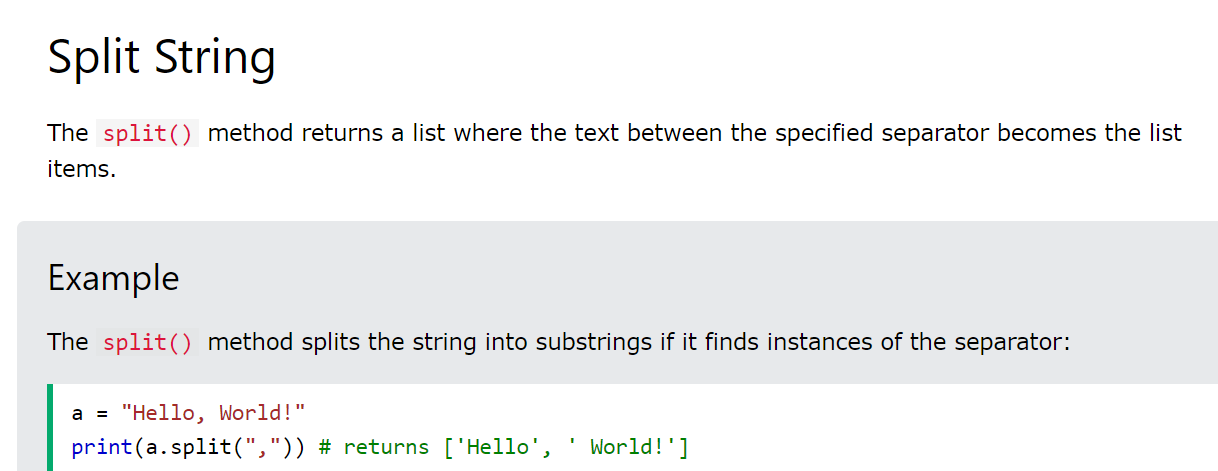 Split String
The split() method returns a list where the text between the specified separator becomes the list
items.
Example
The split() method splits the string into substrings if it finds instances of the separator:
a = "Hello, World!"
print(a.split(",")) # returns ['Hello', ' World!']